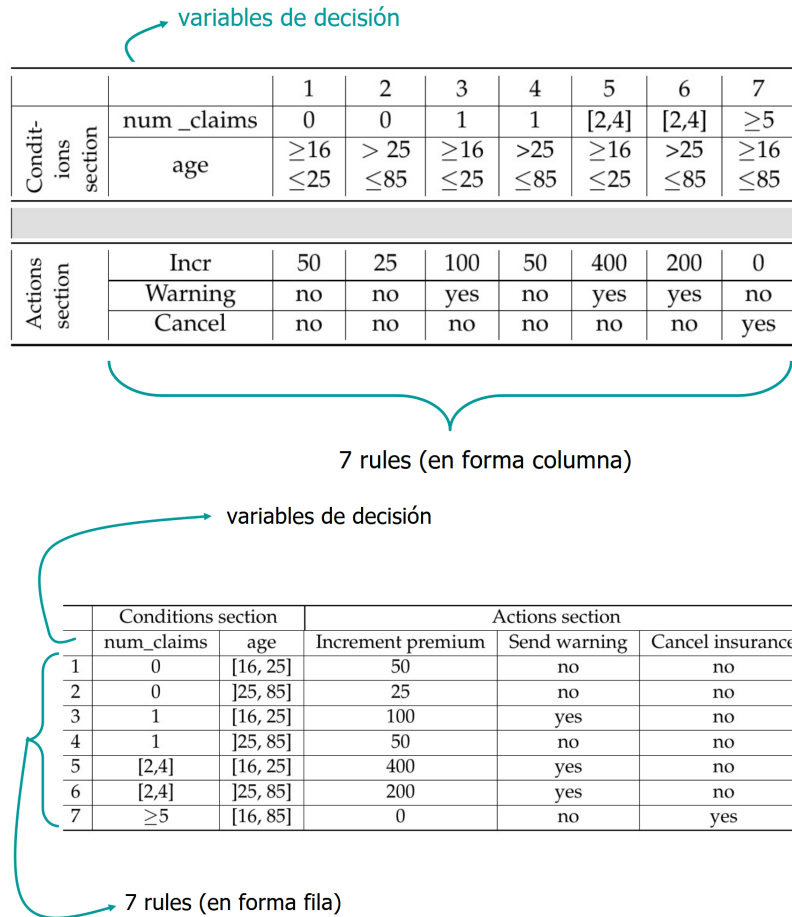 variables de decisión
1 2 3 4 5 6 7
Condit-
ions
section
num _claims 0 0 1 1 [2,4] [2,4] ≥5
age ≥16 > 25 ≥16 >25 ≥16 >25 ≥16
≤25 ≤85 ≤25 ≤85 ≤25 ≤85 ≤85
Actions
section
Incr 50 25 100 50 400 200 0
Warning no no yes no yes yes no
Cancel no no no no no no yes
7 rules (en forma columna)
variables de decisión
Conditions section Actions section
num_claims age Increment premium Send warning Cancel insurance
1 0 [16, 25] 50 no no
2 0 ]25, 85] 25 no no
3 1 [16, 25] 100 yes no
4 1 ]25, 85] 50 no no
5 [2,4] [16, 25] 400 yes no
6 [2,4] ]25, 85] 200 yes no
7 ≥5 [16, 85] 0 no yes
7 rules (en forma fila)